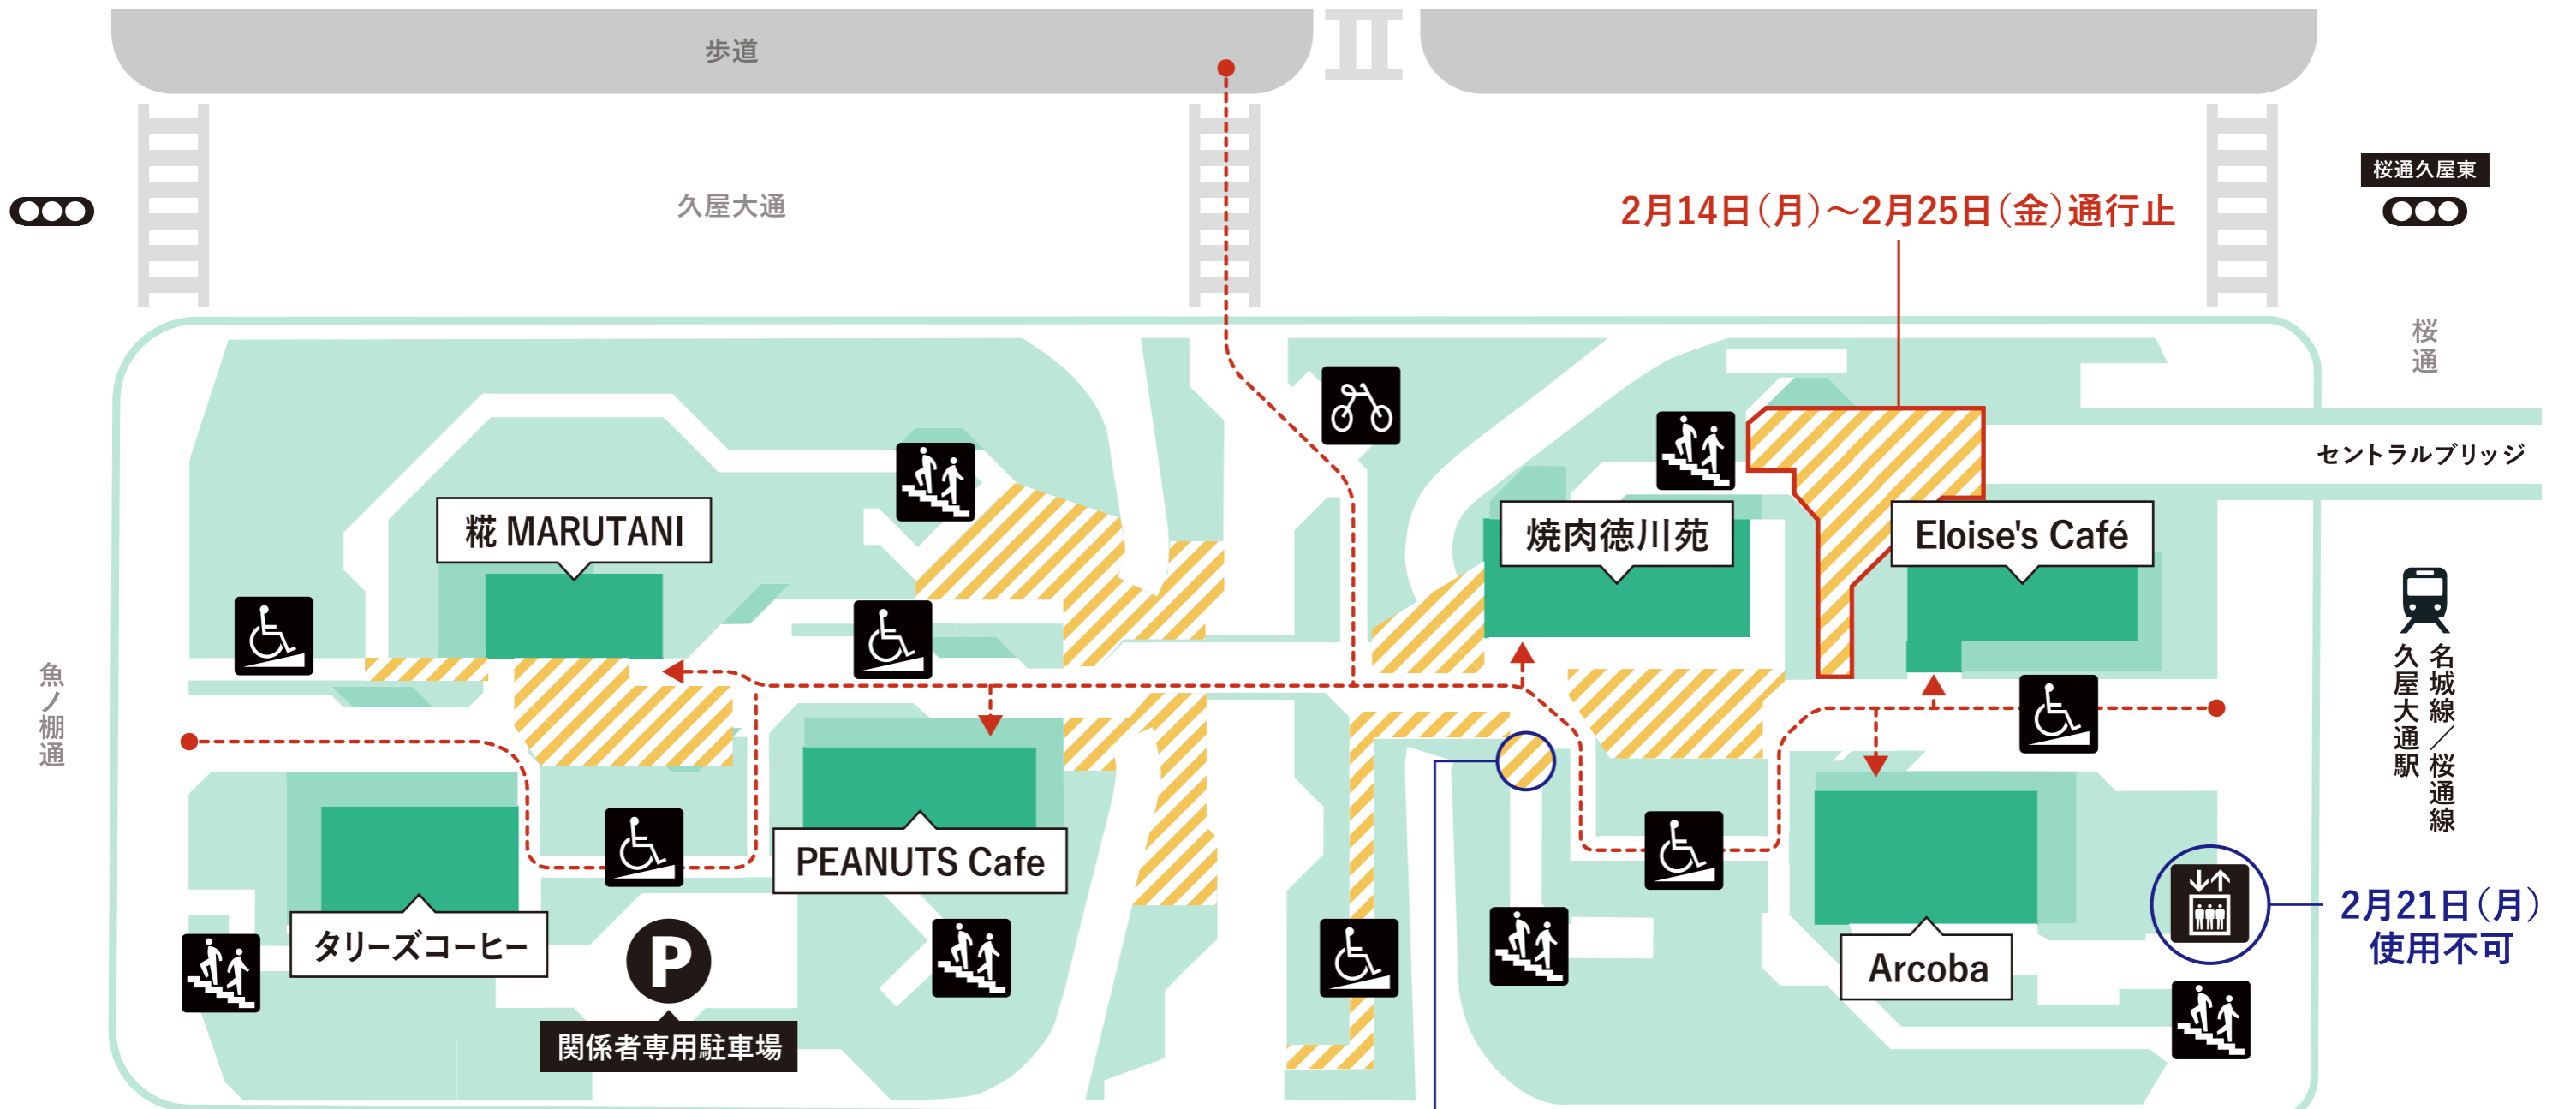 歩道
久屋大通
桜通久屋東
2月14日（月）〜2月25日（金）通行止
桜通
セントラルブリッジ
糀 MARUTANI
焼肉徳川苑
Eloise's Café
魚ノ棚通
名城線／桜通線
久屋大通駅
PEANUTS Cafe
タリーズコーヒー
P
関係者専用駐車場
Arcoba
2月21日（月）
使用不可